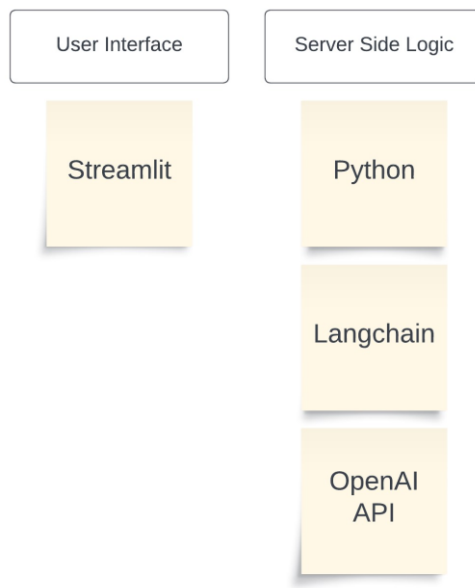 User Interface
Server Side Logic
Streamlit
Python
Langchain
OpenAI
API